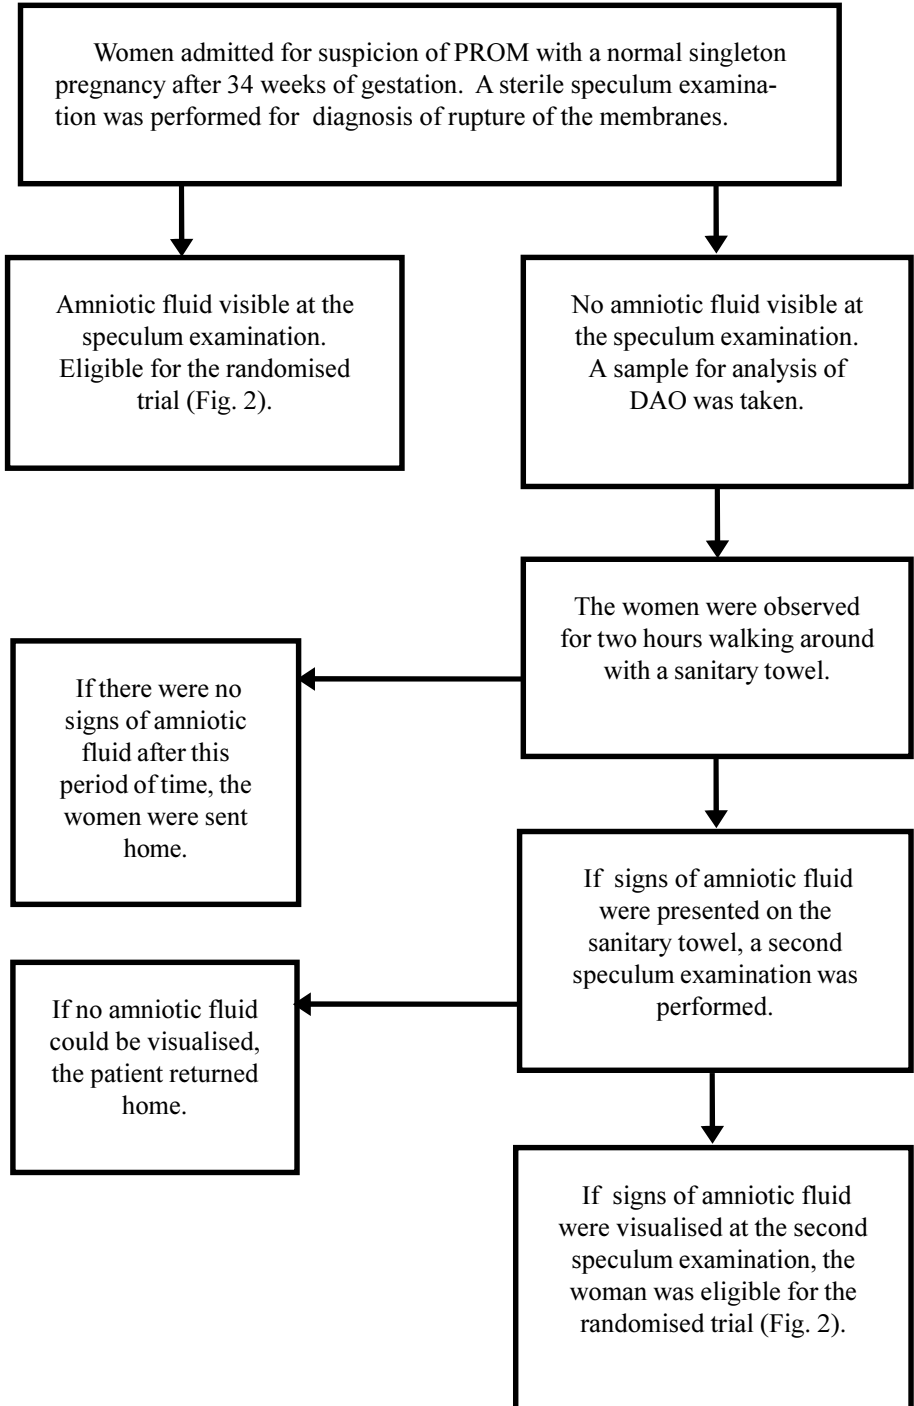 Women admitted for suspicion of PROM with a normal singleton
pregnancy after 34 weeks of gestation. A sterile speculum examina-
tion was performed for diagnosis of rupture of the membranes.
Amniotic fluid visible at the
speculum examination.
Eligible for the randomised
trial (Fig. 2).
No amniotic fluid visible at
the speculum examination.
A sample for analysis of
DAO was taken.
The women were observed
for two hours walking around
with a sanitary towel.
If there were no
signs of amniotic
fluid after this
period of time, the
women were sent
home.
If signs of amniotic fluid
were presented on the
sanitary towel, a second
speculum examination was
performed.
If no amniotic fluid
could be visualised,
the patient returned
home.
If signs of amniotic fluid
were visualised at the second
speculum examination, the
woman was eligible for the
randomised trial (Fig. 2).